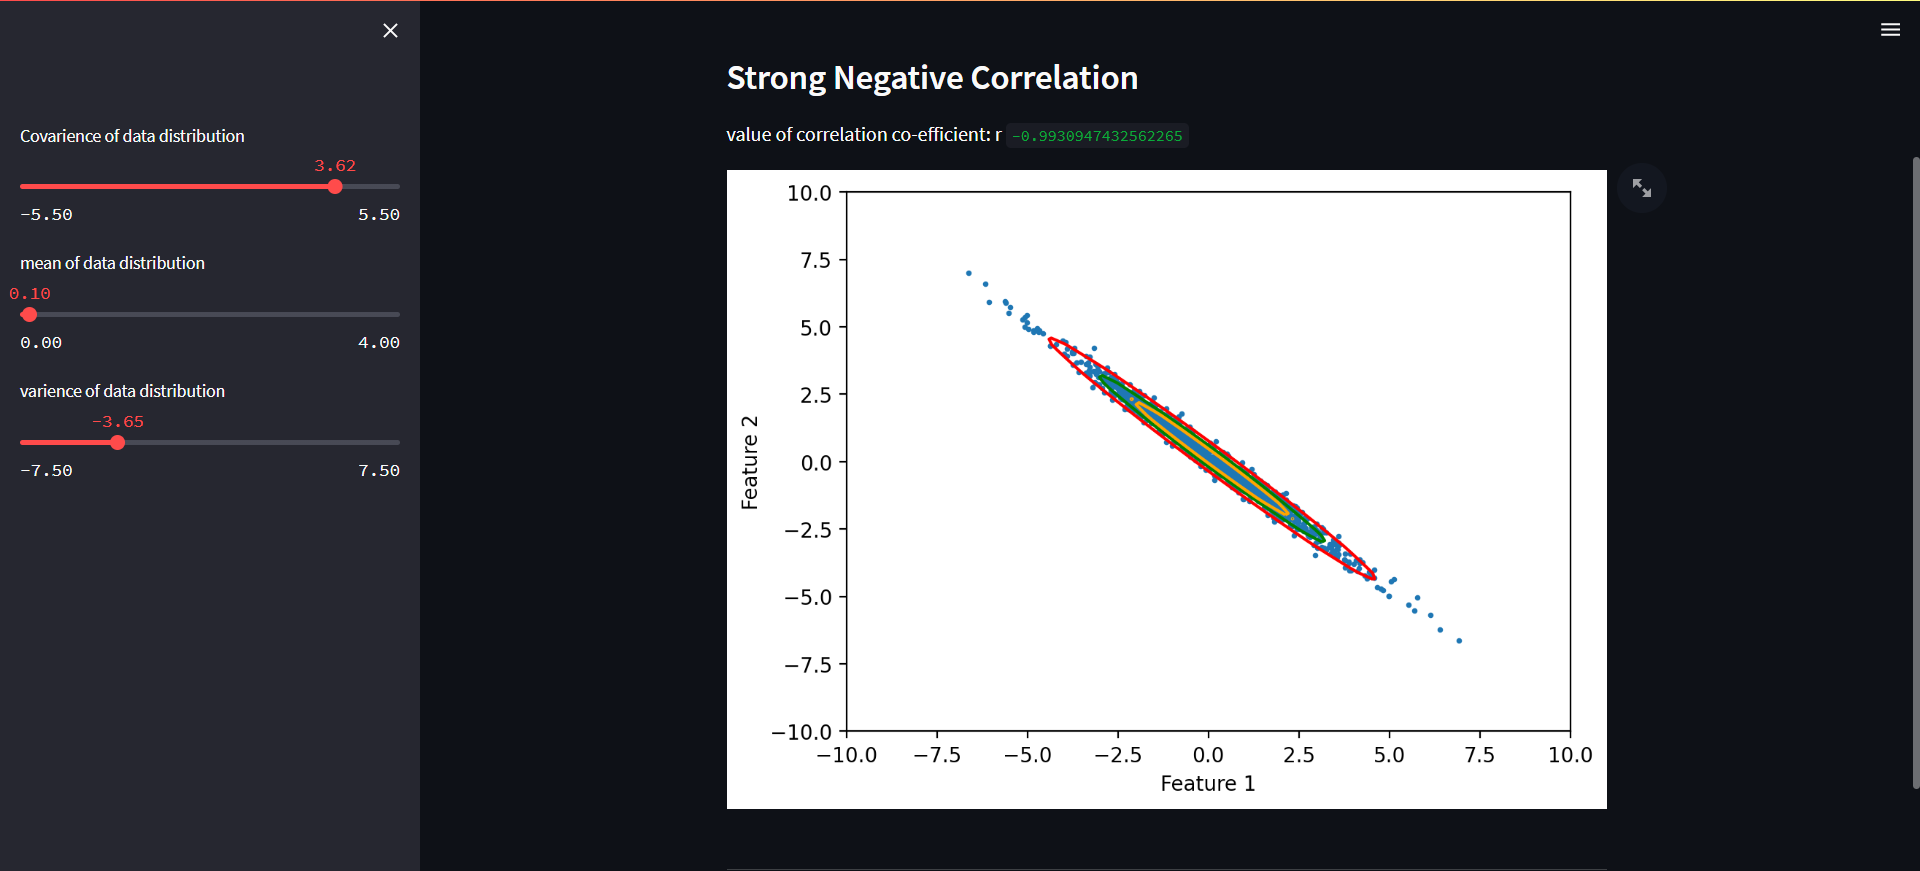 Covarience of data distribution
3.62
-5.50 5.50
mean of data distribution
0.10
0.00 4.00
varience of data distribution
-3.65
-7.50 7.50
Strong Negative Correlation
value of correlation co-efficient: r -0.9930947432562265
10.0
7.5
5.0
2.5
0.0
−2.5
−5.0
−7.5
−10.0
Feature 2
−10.0 −7.5 −5.0 −2.5 0.0 2.5 5.0 7.5 10.0
Feature 1